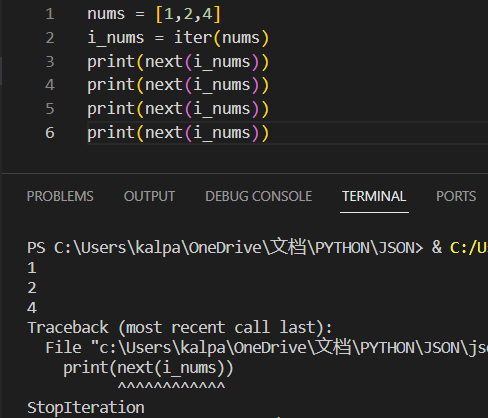 1 nums = [1,2,4]
2 i_nums = iter(nums)
3 print(next(i_nums))
4 print(next(i_nums))
5 print(next(i_nums))
6 print(next(i_nums))
PROBLEMS OUTPUT DEBUG CONSOLE TERMINAL PORTS
PS C:\Users\kalpa\OneDrive\文档\PYTHON\JSON> & C:/U
1
2
4
Traceback (most recent call last):
  File "c:\Users\kalpa\OneDrive\文档\PYTHON\JSON\js
    print(next(i_nums))
          ^^^^^^^^^^^^
StopIteration